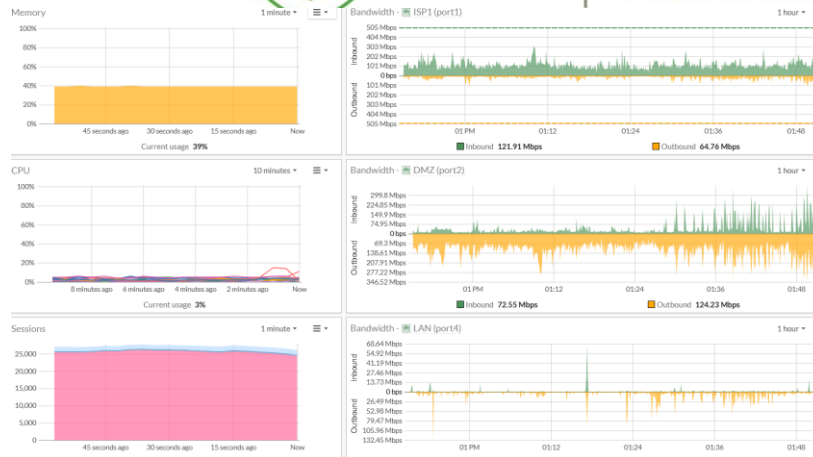 Memory
1 minute
100%
80%
60%
40%
20%
0%
45 seconds ago
30 seconds ago
15 seconds ago
Now
Current usage 39%
Bandwidth - ISP1 (port1)
1 hour
Inbound
Outbound
505 Mbps
404 Mbps
303 Mbps
202 Mbps
101 Mbps
0 bps
101 Mbps
202 Mbps
303 Mbps
404 Mbps
505 Mbps
01 PM
01:12
01:24
01:36
01:48
Inbound 121.91 Mbps
Outbound 64.76 Mbps
CPU
10 minutes
100%
80%
60%
40%
20%
0%
8 minutes ago
6 minutes ago
4 minutes ago
2 minutes ago
Now
Current usage 3%
Bandwidth - DMZ (port2)
1 hour
Inbound
Outbound
299.8 Mbps
224.85 Mbps
149.9 Mbps
74.95 Mbps
0 bps
69.3 Mbps
138.61 Mbps
207.91 Mbps
277.22 Mbps
346.52 Mbps
01 PM
01:12
01:24
01:36
01:48
Inbound 72.55 Mbps
Outbound 124.23 Mbps
Sessions
1 minute
25,000
20,000
15,000
10,000
5,000
0
45 seconds ago
30 seconds ago
15 seconds ago
Now
Bandwidth - LAN (port4)
1 hour
Inbound
Outbound
68.64 Mbps
54.92 Mbps
41.19 Mbps
27.46 Mbps
13.73 Mbps
0 bps
26.49 Mbps
52.98 Mbps
79.47 Mbps
105.96 Mbps
132.45 Mbps
01 PM
01:12
01:24
01:36
01:48